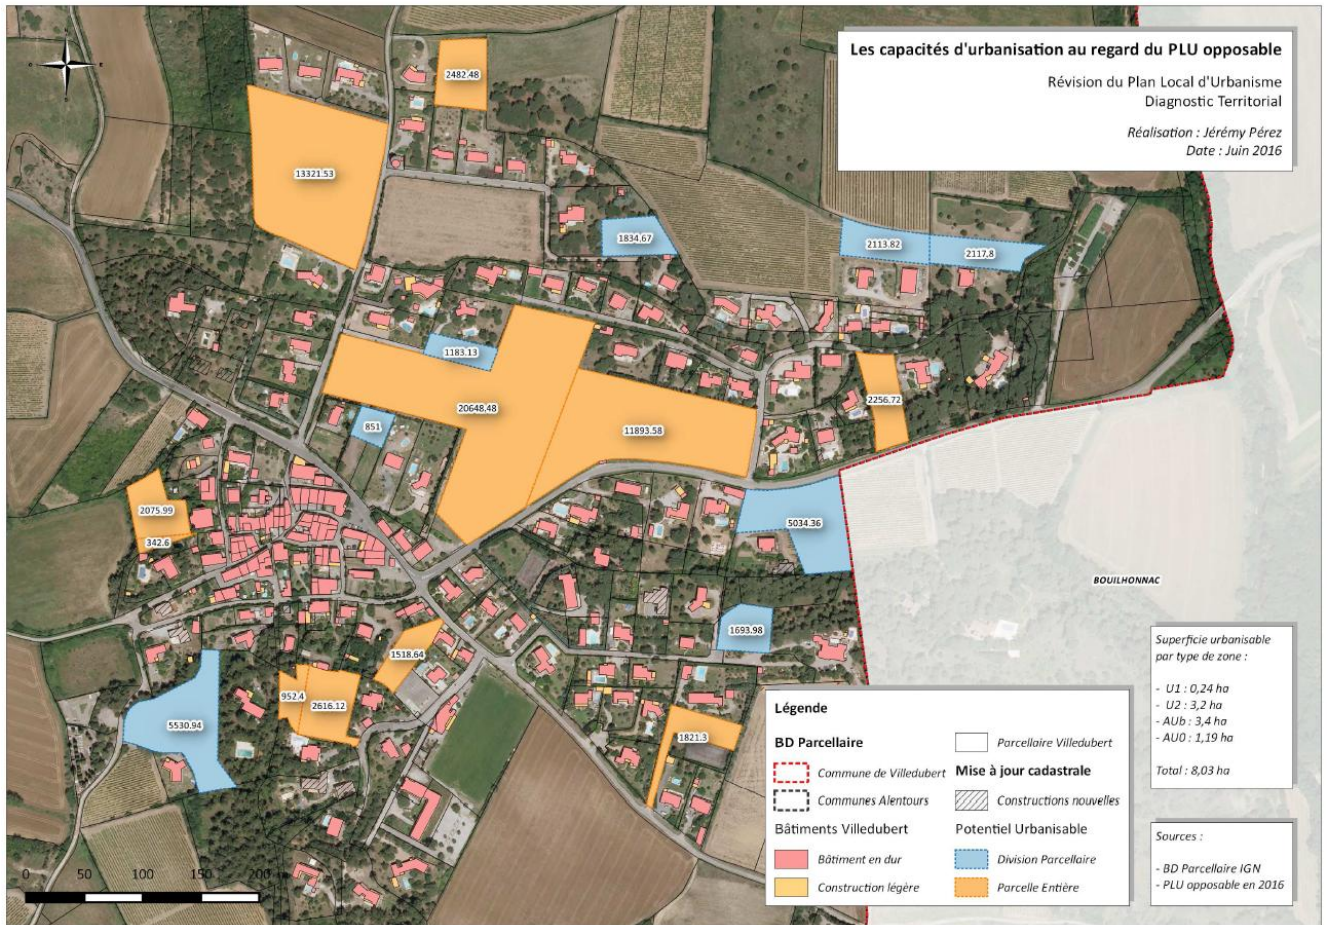 Les capacités d'urbanisation au regard du PLU opposable
Révision du Plan Local d'Urbanisme
Diagnostic Territorial
Réalisation : Jérémy Pérez
Date : Juin 2016
O
E
2482.48
13321.53
1834.67
2113.82
2117.8
1183.13
20648.48
2256.72
851
11893.58
2075.99
5034.36
342.6
BOUILHONNAC
1693.98
1518.64
952.4
2616.12
5530.94
1821.3
0 50 100 150 200 m
Légende
BD Parcellaire
Commune de Villedubert
Communes Alentours
Bâtiments Villedubert
Bâtiment en dur
Construction légère
Parcellaire Villedubert
Mise à jour cadastrale
Constructions nouvelles
Potentiel Urbanisable
Division Parcellaire
Parcelle Entière
Superficie urbanisable
par type de zone :
- U1 : 0,24 ha
- U2 : 3,2 ha
- AUb : 3,4 ha
- AU0 : 1,19 ha
Total : 8,03 ha
Sources :
- BD Parcellaire IGN
- PLU opposable en 2016